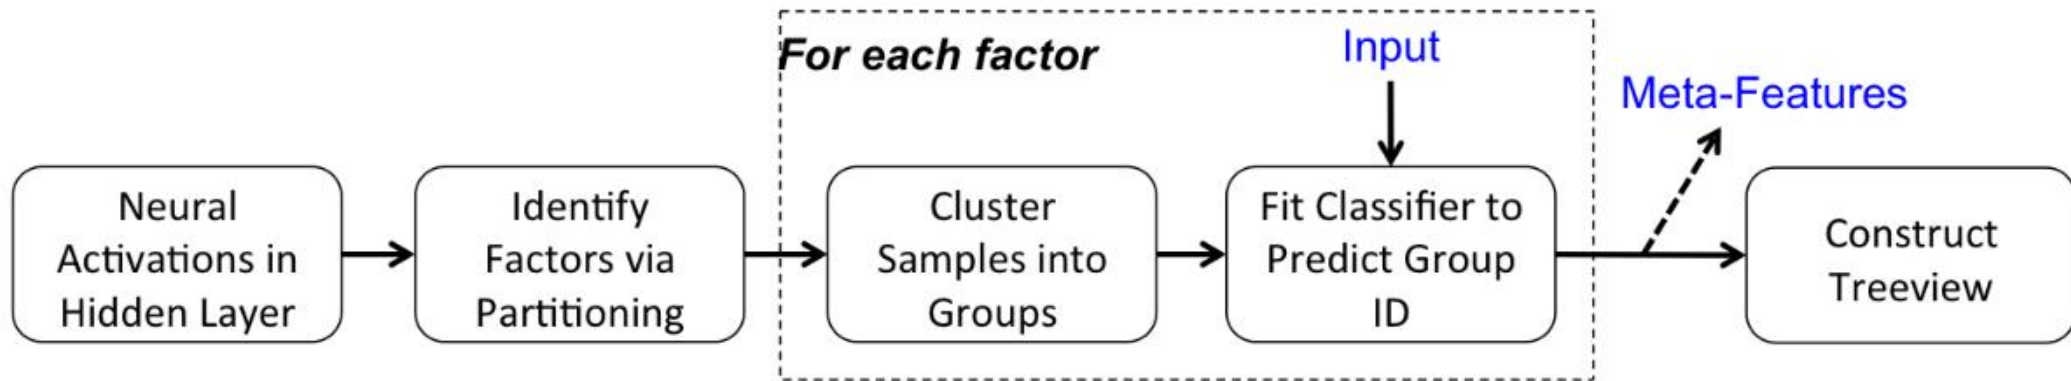 For each factor
Input
Meta-Features
Neural
Activations in
Hidden Layer
Identify
Factors via
Partitioning
Cluster
Samples into
Groups
Fit Classifier to
Predict Group
ID
Construct
Treeview